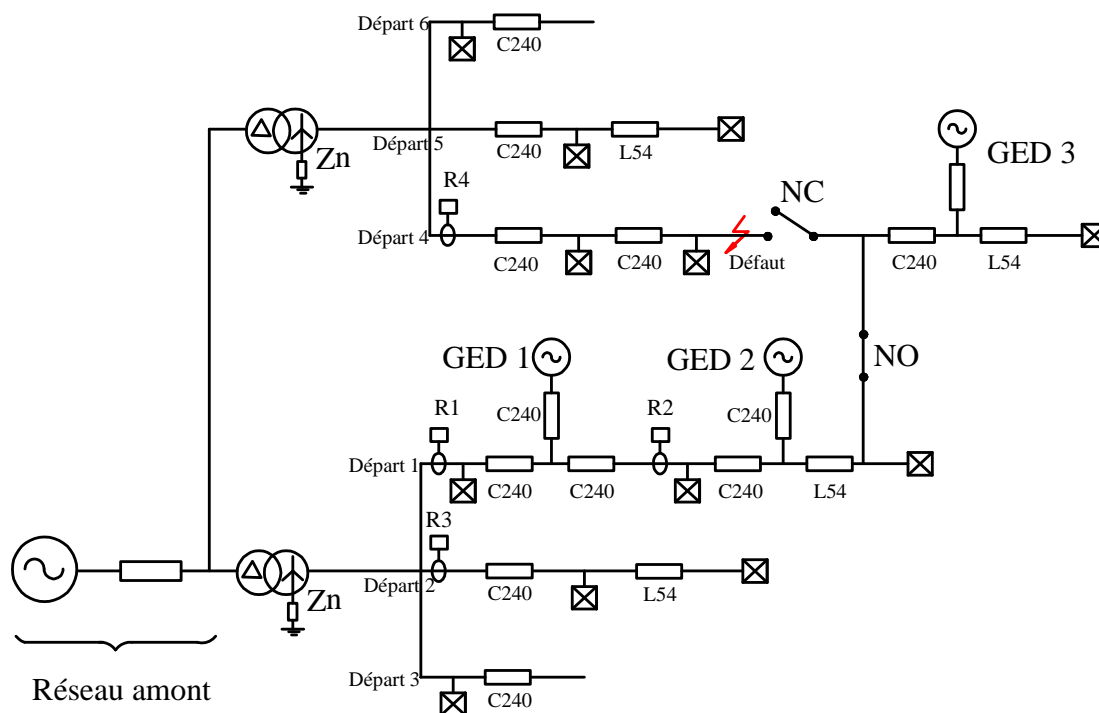 Départ 6
C240
Zn
Départ 5
C240
L54
GED 3
R4
NC
Départ 4
C240
C240
Défaut
C240
L54
GED 1
GED 2
NO
R1
C240
R2
C240
Départ 1
C240
C240
C240
L54
R3
Zn
Départ 2
C240
L54
Départ 3
C240
Réseau amont